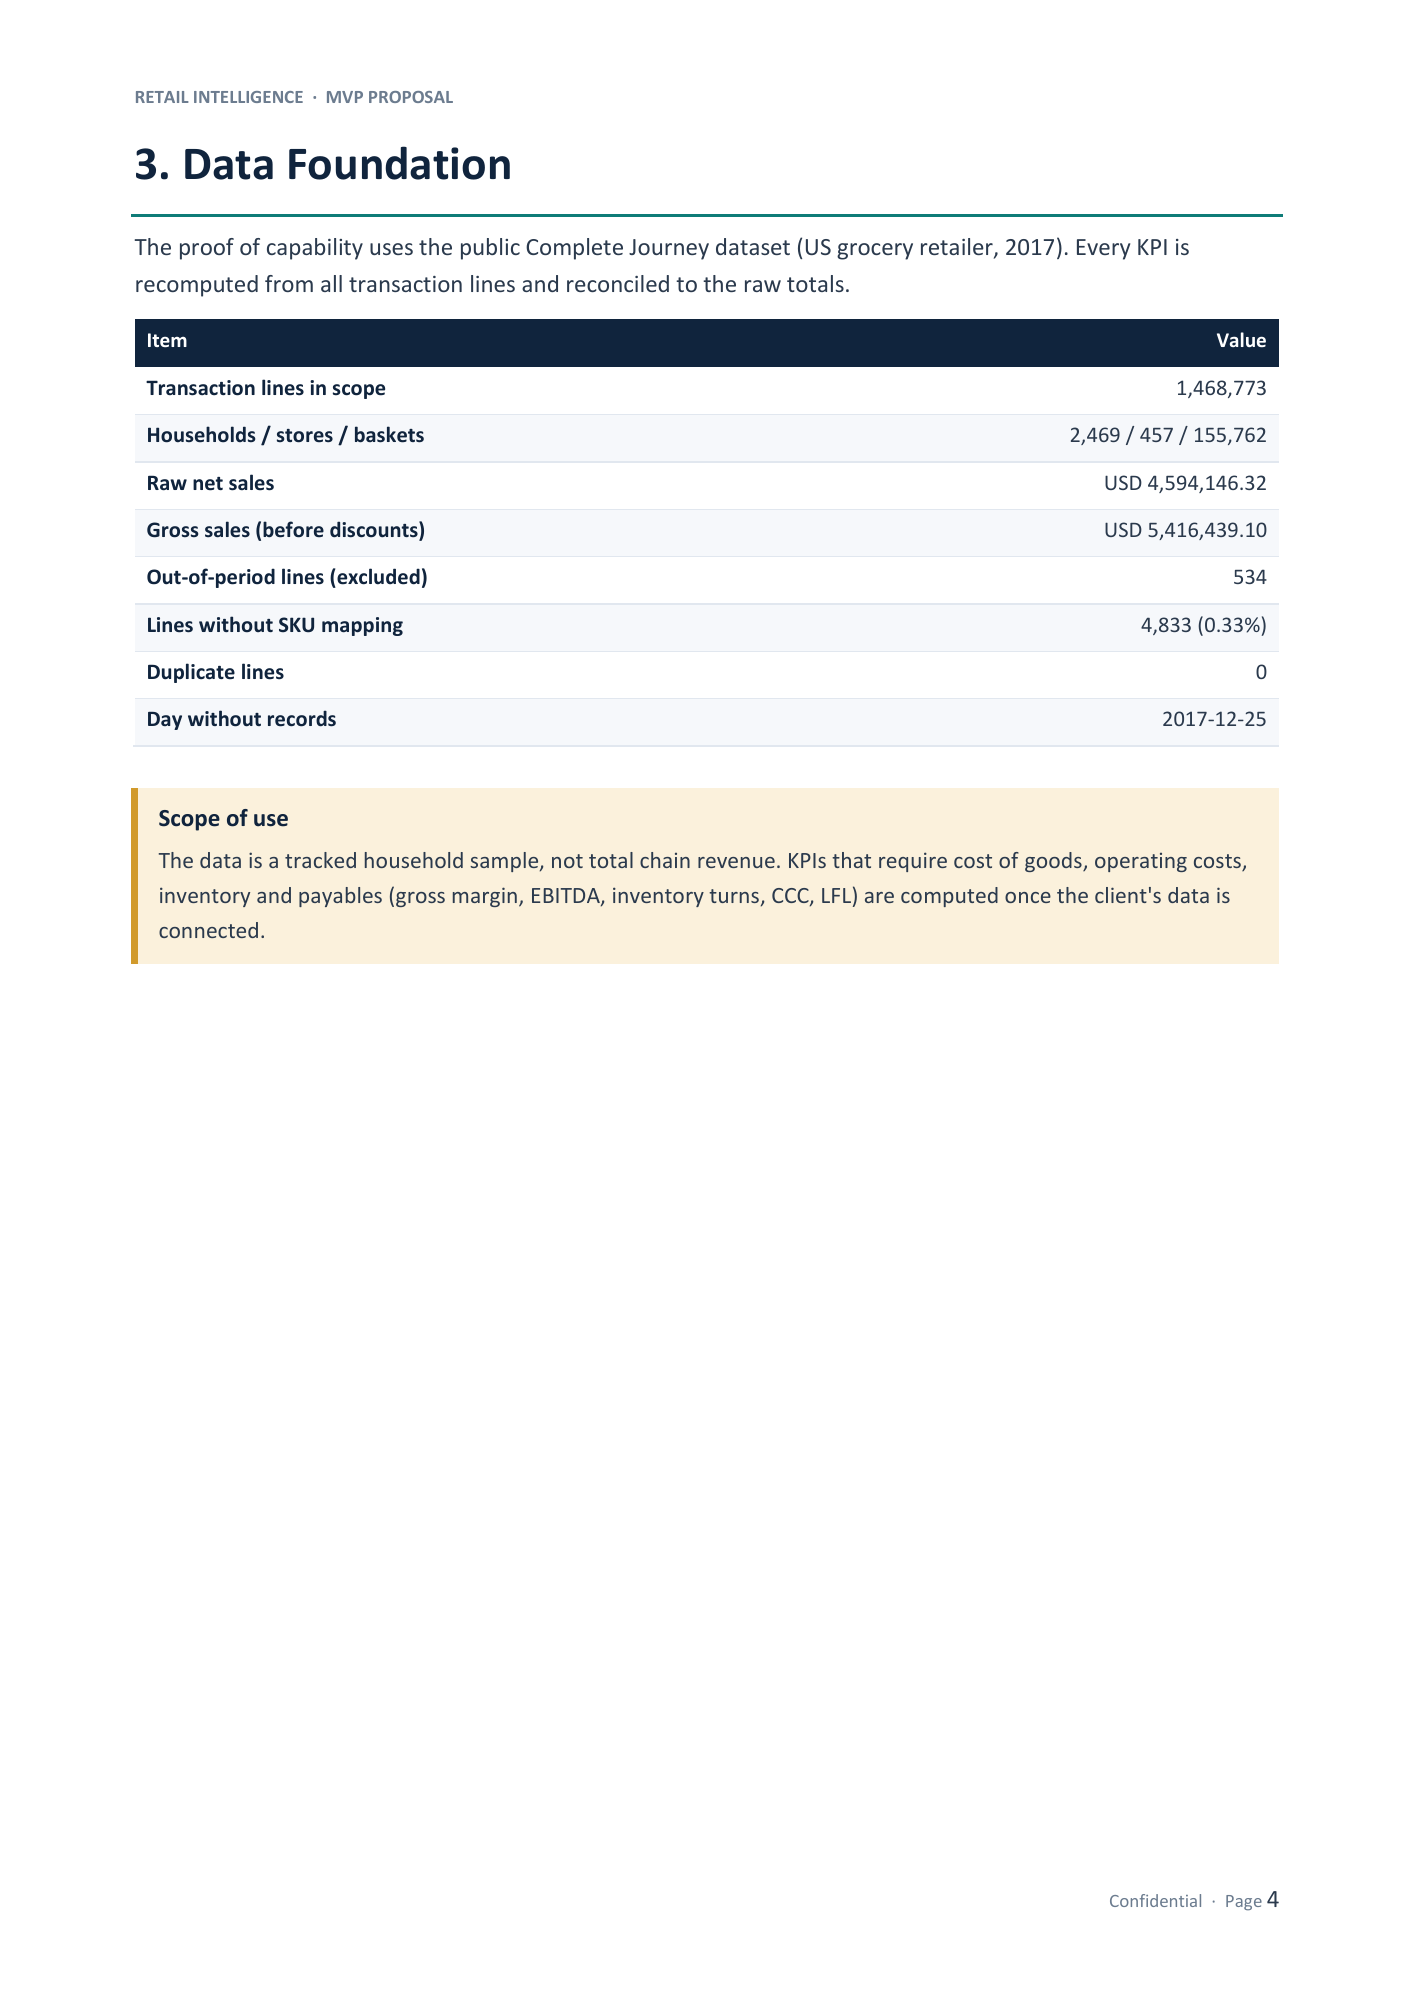 RETAIL INTELLIGENCE · MVP PROPOSAL
3. Data Foundation
The proof of capability uses the public Complete Journey dataset (US grocery retailer, 2017). Every KPI is
recomputed from all transaction lines and reconciled to the raw totals.
Item Value
Transaction lines in scope 1,468,773
Households / stores / baskets 2,469 / 457 / 155,762
Raw net sales USD 4,594,146.32
Gross sales (before discounts) USD 5,416,439.10
Out-of-period lines (excluded) 534
Lines without SKU mapping 4,833 (0.33%)
Duplicate lines 0
Day without records 2017-12-25
Scope of use
The data is a tracked household sample, not total chain revenue. KPIs that require cost of goods, operating costs,
inventory and payables (gross margin, EBITDA, inventory turns, CCC, LFL) are computed once the client's data is
connected.
Confidential · Page 4